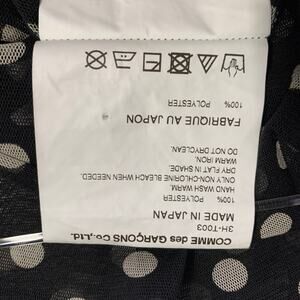 COMME des GARÇONS Co.,Ltd.
3H-T003
MADE IN JAPAN
100% POLYESTER
HAND WASH WARM.
ONLY NON-CHLORINE BLEACH WHEN NEEDED.
DRY FLAT IN SHADE.
WARM IRON.
DO NOT DRYCLEAN.
FABRIQUE AU JAPON
100% POLYESTER